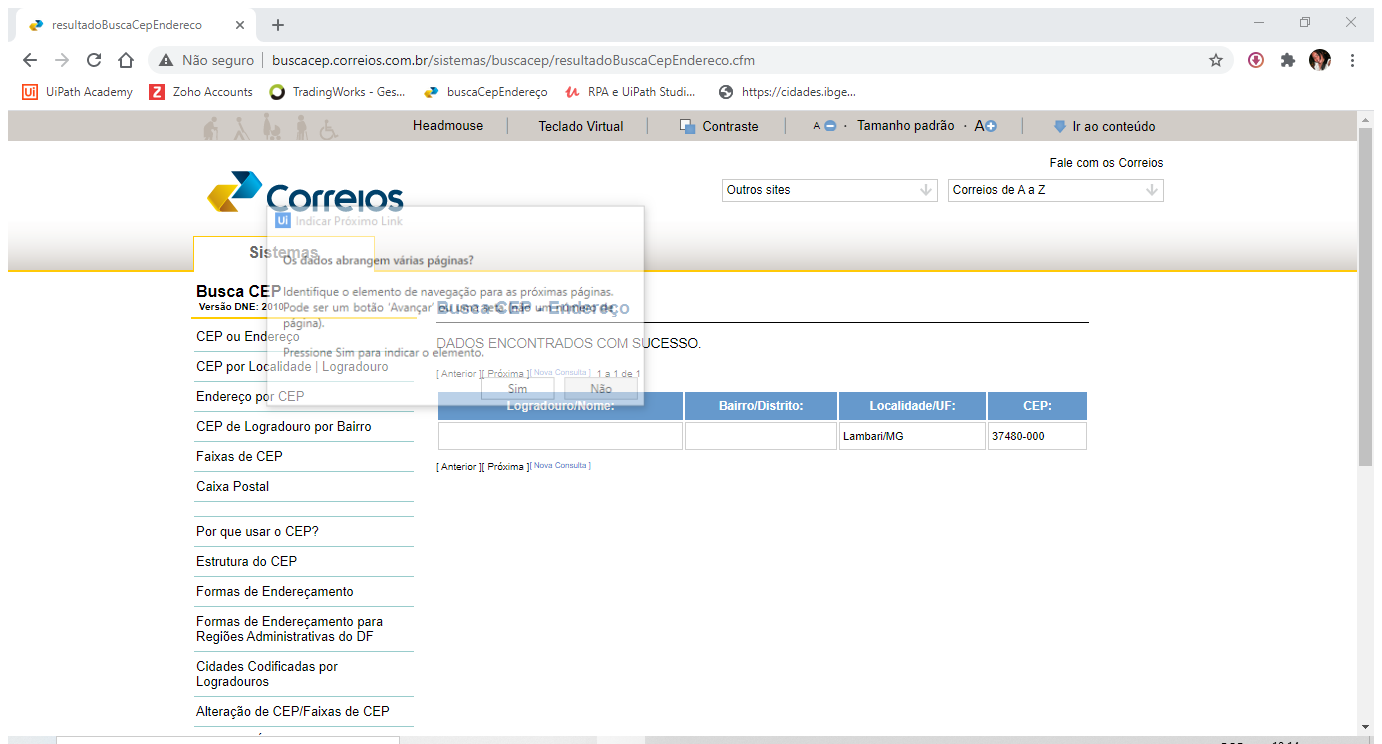 resultadoBuscaCepEndereco
Não seguro | buscacep.correios.com.br/sistemas/buscacep/resultadoBuscaCepEndereco.cfm
Ui UiPath Academy Z Zoho Accounts TradingWorks - Ges... buscaCepEndereço RPA e UiPath Studi... https://cidades.ibge...
Headmouse Teclado Virtual Contraste A · Tamanho padrão · A Ir ao conteúdo
Fale com os Correios
Correios
Outros sites Correios de A a Z
Ui Indicar Próximo Link
Sistemas
Os dados abrangem várias páginas?
Identifique o elemento de navegação para as próximas páginas.
Pode ser um botão 'Avançar' ou uma seta (não um número de
página).
Pressione Sim para indicar o elemento.
Sim Não
Busca CEP
Versão DNE: 2010
CEP ou Endereço
CEP por Localidade | Logradouro
Endereço por CEP
CEP de Logradouro por Bairro
Faixas de CEP
Caixa Postal
Por que usar o CEP?
Estrutura do CEP
Formas de Endereçamento
Formas de Endereçamento para
Regiões Administrativas do DF
Cidades Codificadas por
Logradouros
Alteração de CEP/Faixas de CEP
Busca CEP - Endereço
DADOS ENCONTRADOS COM SUCESSO.
[ Anterior ][ Próxima ][ Nova Consulta ] 1 a 1 de 1
Logradouro/Nome: Bairro/Distrito: Localidade/UF: CEP:
Lambari/MG 37480-000
[ Anterior ][ Próxima ][ Nova Consulta ]